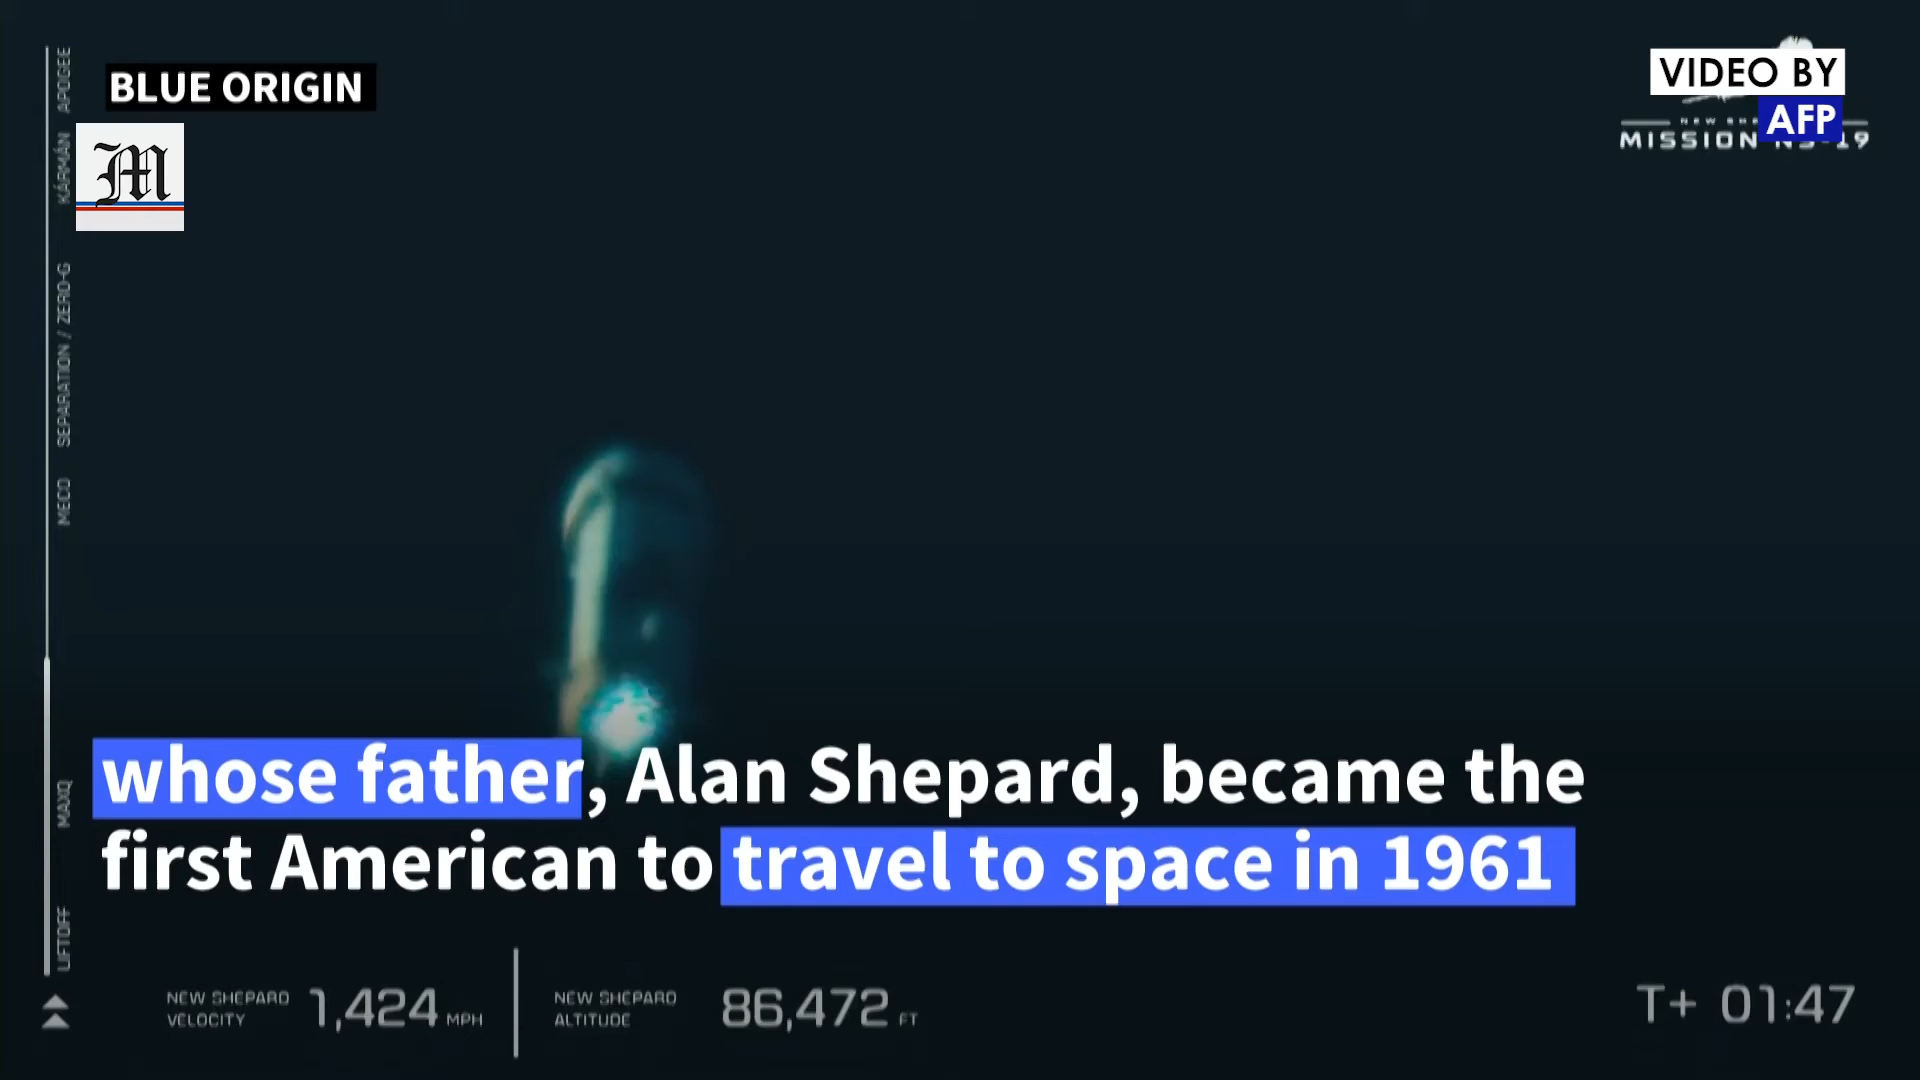 BLUE ORIGIN
VIDEO BY
AFP
MISSION NS-19
M
APOGEE
KÁRMÁN
SEPARATION / ZERO-G
MECO
MAXQ
LIFTOFF
whose father, Alan Shepard, became the
first American to travel to space in 1961
NEW SHEPARD
VELOCITY
1,424 MPH
NEW SHEPARD
ALTITUDE
86,472 FT
T+ 01:47